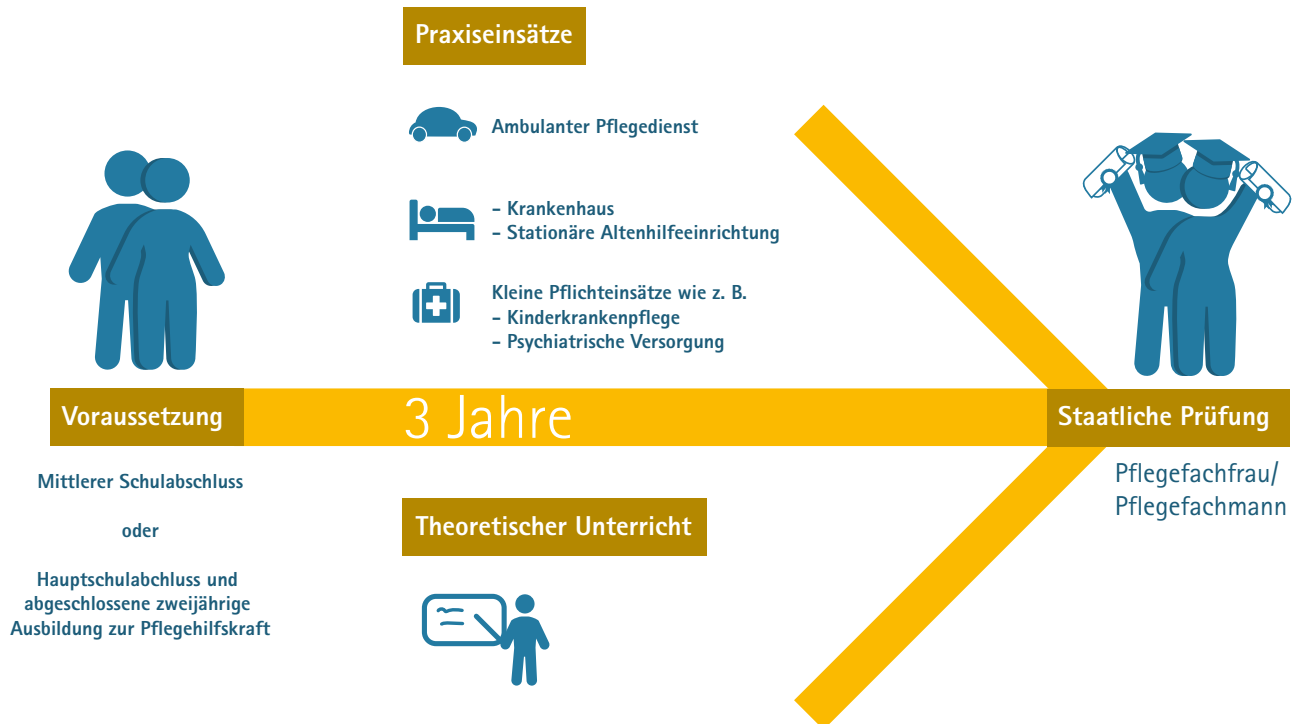 Praxiseinsätze
Ambulanter Pflegedienst
– Krankenhaus
– Stationäre Altenhilfeeinrichtung
Kleine Pflichteinsätze wie z. B.
– Kinderkrankenpflege
– Psychiatrische Versorgung
Voraussetzung
3 Jahre
Staatliche Prüfung
Mittlerer Schulabschluss
oder
Hauptschulabchluss und
abgeschlossene zweijährige
Ausbildung zur Pflegehilfskraft
Theoretischer Unterricht
Pflegefachfrau/
Pflegefachmann